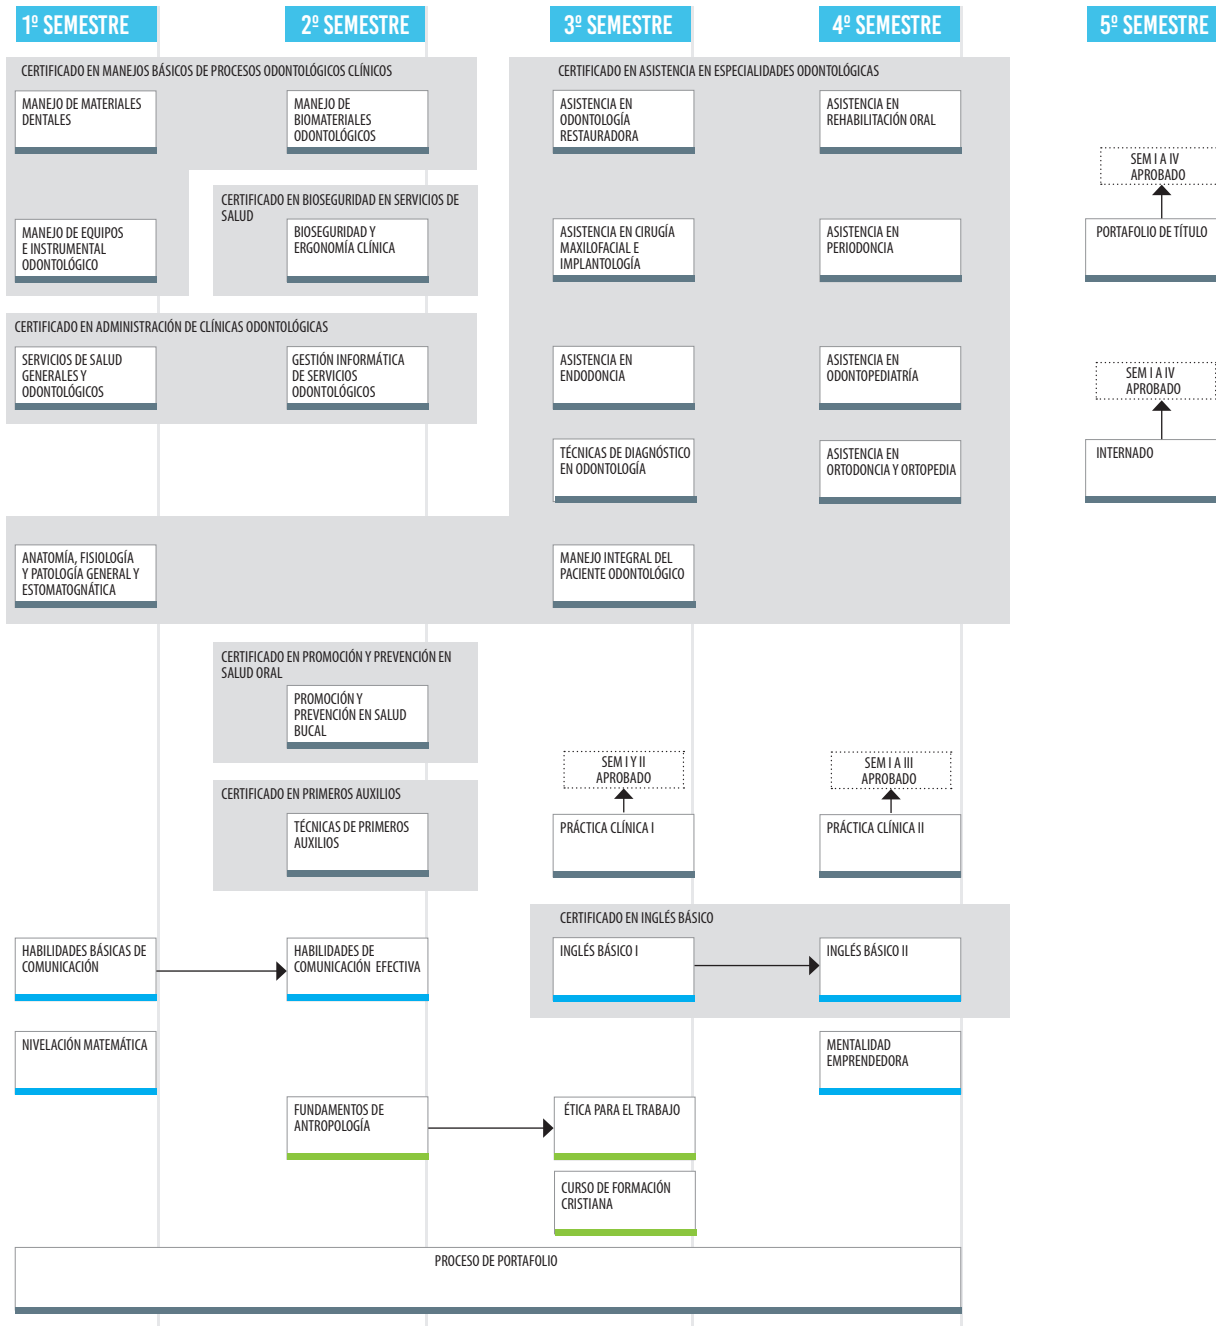 1º SEMESTRE
2º SEMESTRE
3º SEMESTRE
4º SEMESTRE
5º SEMESTRE
CERTIFICADO EN MANEJOS BÁSICOS DE PROCESOS ODONTOLÓGICOS CLÍNICOS
MANEJO DE MATERIALES
DENTALES
MANEJO DE
BIOMATERIALES
ODONTOLÓGICOS
CERTIFICADO EN ASISTENCIA EN ESPECIALIDADES ODONTOLÓGICAS
ASISTENCIA EN
ODONTOLOGÍA
RESTAURADORA
ASISTENCIA EN
REHABILITACIÓN ORAL
SEM I A IV
APROBADO
MANEJO DE EQUIPOS
E INSTRUMENTAL
ODONTOLÓGICO
CERTIFICADO EN BIOSEGURIDAD EN SERVICIOS DE
SALUD
BIOSEGURIDAD Y
ERGONOMÍA CLÍNICA
ASISTENCIA EN CIRUGÍA
MAXILOFACIAL E
IMPLANTOLOGÍA
ASISTENCIA EN
PERIODONCIA
PORTAFOLIO DE TÍTULO
CERTIFICADO EN ADMINISTRACIÓN DE CLÍNICAS ODONTOLÓGICAS
SERVICIOS DE SALUD
GENERALES Y
ODONTOLÓGICOS
GESTIÓN INFORMÁTICA
DE SERVICIOS
ODONTOLÓGICOS
ASISTENCIA EN
ENDODONCIA
ASISTENCIA EN
ODONTOPEDIATRÍA
SEM I A IV
APROBADO
TÉCNICAS DE DIAGNÓSTICO
EN ODONTOLOGÍA
ASISTENCIA EN
ORTODONCIA Y ORTOPEDIA
INTERNADO
ANATOMÍA, FISIOLOGÍA
Y PATOLOGÍA GENERAL Y
ESTOMATOGNÁTICA
MANEJO INTEGRAL DEL
PACIENTE ODONTOLÓGICO
CERTIFICADO EN PROMOCIÓN Y PREVENCIÓN EN
SALUD ORAL
PROMOCIÓN Y
PREVENCIÓN EN SALUD
BUCAL
SEM I Y II
APROBADO
SEM I A III
APROBADO
CERTIFICADO EN PRIMEROS AUXILIOS
TÉCNICAS DE PRIMEROS
AUXILIOS
PRÁCTICA CLÍNICA I
PRÁCTICA CLÍNICA II
CERTIFICADO EN INGLÉS BÁSICO
HABILIDADES BÁSICAS DE
COMUNICACIÓN
HABILIDADES DE
COMUNICACIÓN EFECTIVA
INGLÉS BÁSICO I
INGLÉS BÁSICO II
NIVELACIÓN MATEMÁTICA
MENTALIDAD
EMPRENDEDORA
FUNDAMENTOS DE
ANTROPOLOGÍA
ÉTICA PARA EL TRABAJO
CURSO DE FORMACIÓN
CRISTIANA
PROCESO DE PORTAFOLIO